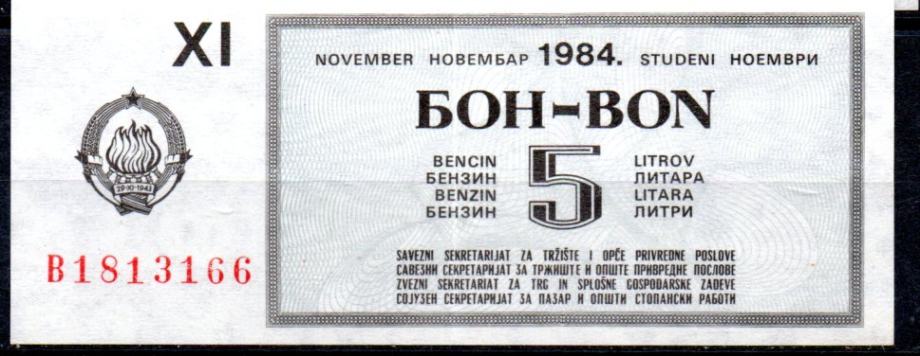 XI
NOVEMBER НОВЕМБАР 1984. STUDENI НОЕМВРИ
БОН-BON
BENCIN 5 LITROV
БЕНЗИН ЛИТАРА
BENZIN LITARA
БЕНЗИН ЛИТРИ
29·XI·1943
B1813166
SAVEZNI SEKRETARIJAT ZA TRŽIŠTE I OPČE PRIVREDNE POSLOVE
САВЕЗНИ СЕКРЕТАРИЈАТ ЗА ТРЖИШТЕ И ОПШТЕ ПРИВРЕДНЕ ПОСЛОВЕ
ZVEZNI SEKRETARIAT ZA TRG IN SPLOŠNE GOSPODARSKE ZADEVE
СОЈУЗЕН СЕКРЕТАРИЈАТ ЗА ПАЗАР И ОПШТИ СТОПАНСКИ РАБОТИ